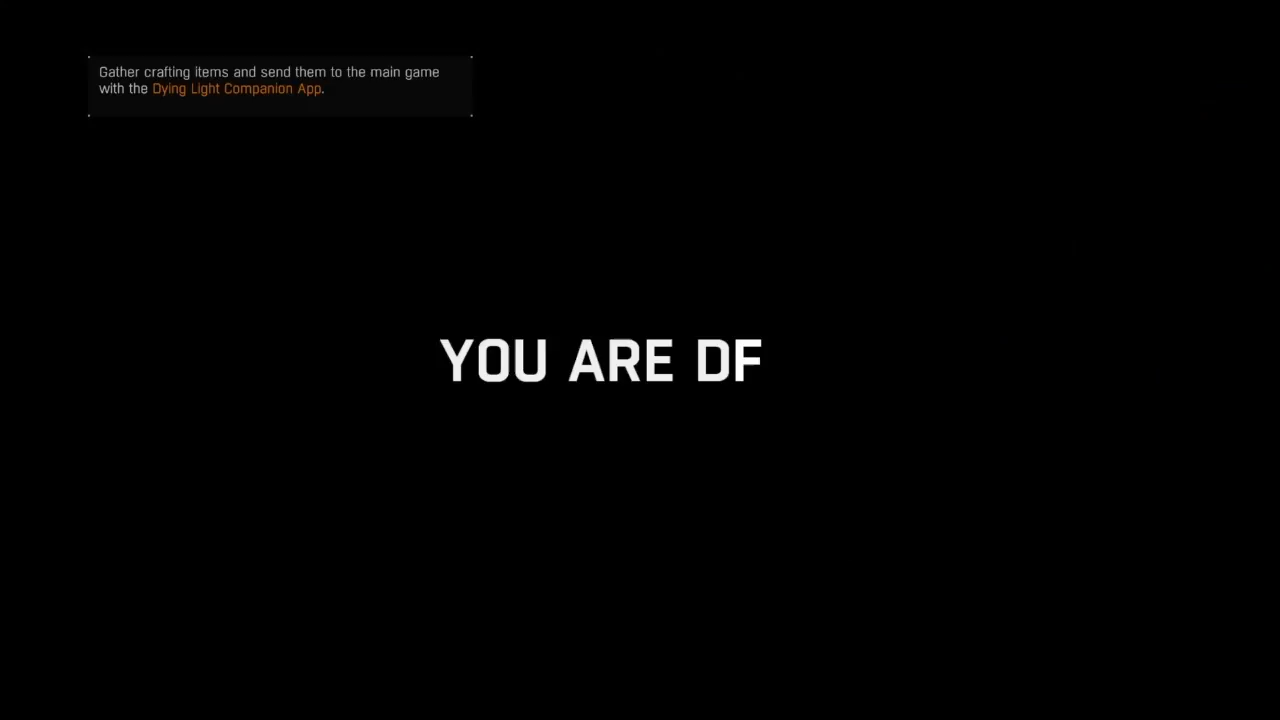 Gather crafting items and send them to the main game
with the Dying Light Companion App.
YOU ARE DF